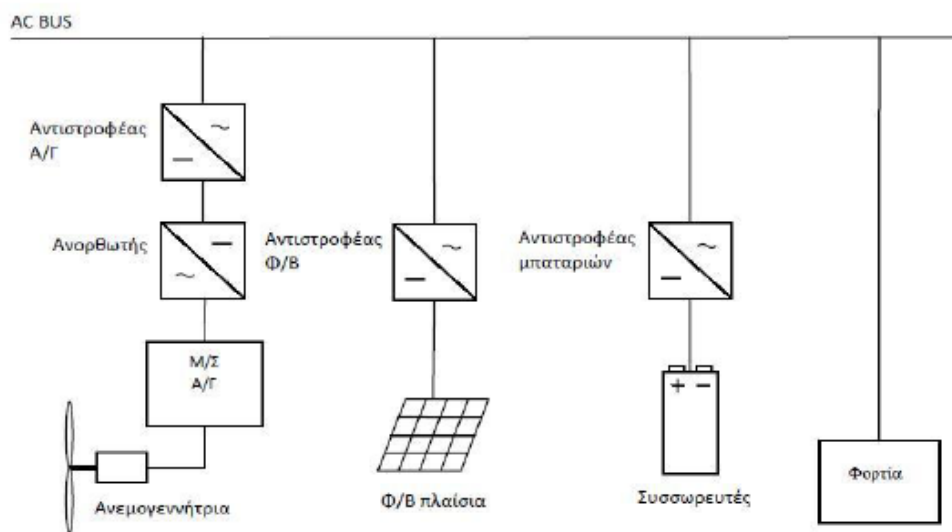 AC BUS
Αντιστροφέας
Α/Γ
Ανορθωτής
Αντιστροφέας
Φ/Β
Αντιστροφέας
μπαταριών
Μ/Σ
Α/Γ
+ −
Ανεμογεννήτρια
Φ/Β πλαίσια
Συσσωρευτές
Φορτία